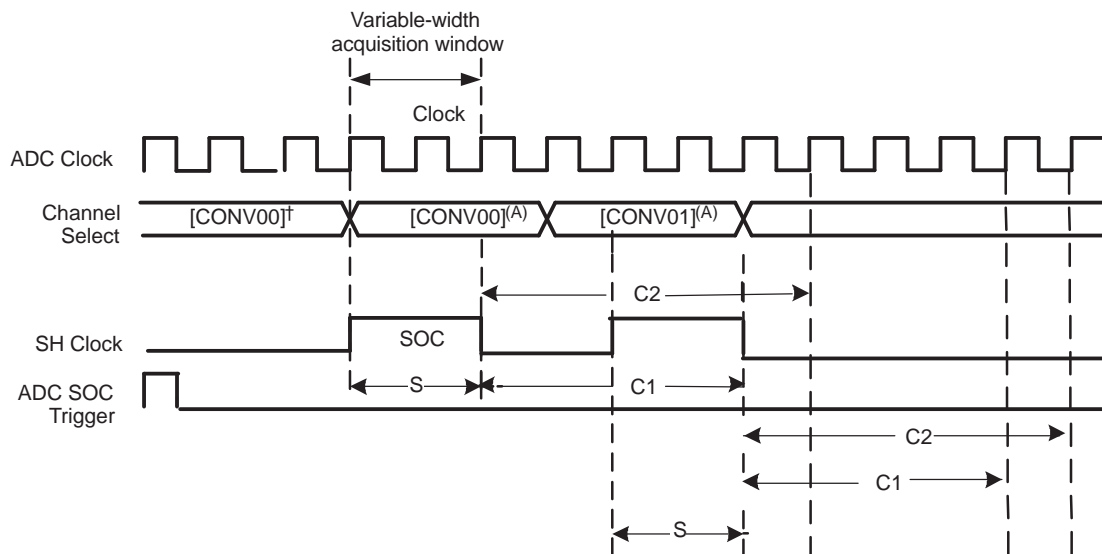 Variable-width
acquisition window
Clock
ADC Clock
Channel
Select
[CONV00]†
[CONV00](A)
[CONV01](A)
C2
SH Clock
SOC
S
C1
ADC SOC
Trigger
C2
C1
S